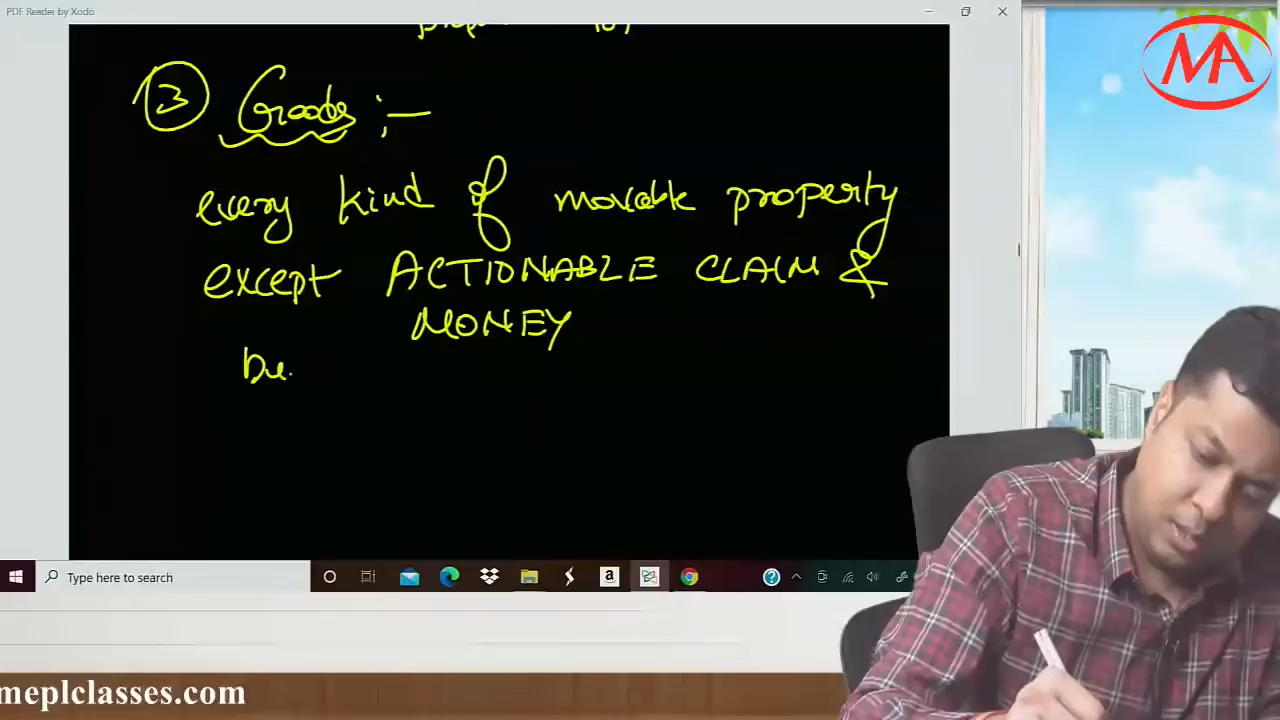 PDF Reader by Xodo
MA
3 Goods :-
every kind of movable property
except ACTIONABLE CLAIM &
MONEY
Type here to search
meplclasses.com